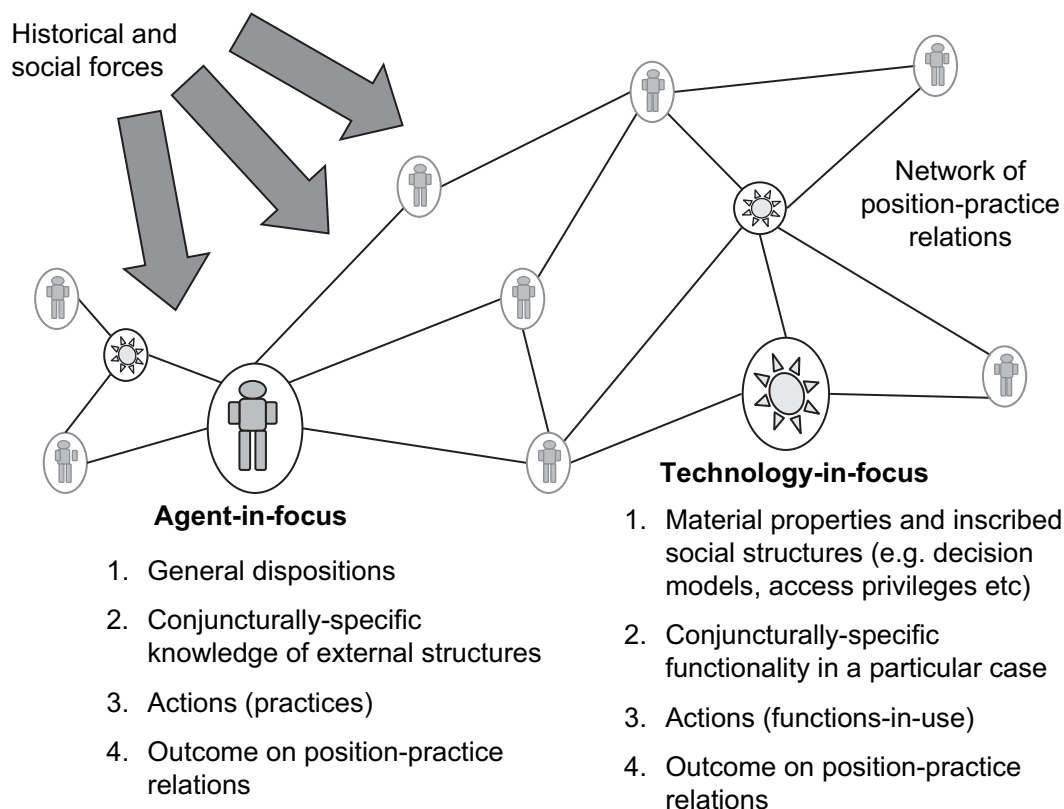 Historical and
social forces
Network of
position-practice
relations
Agent-in-focus
1. General dispositions
2. Conjuncturally-specific
knowledge of external structures
3. Actions (practices)
4. Outcome on position-practice
relations
Technology-in-focus
1. Material properties and inscribed
social structures (e.g. decision
models, access privileges etc)
2. Conjuncturally-specific
functionality in a particular case
3. Actions (functions-in-use)
4. Outcome on position-practice
relations